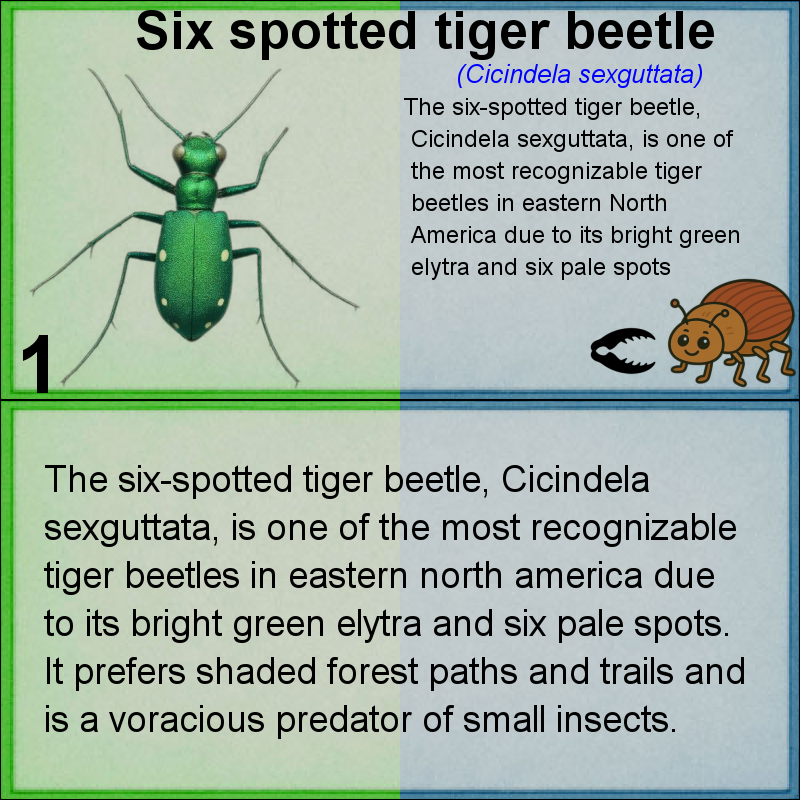 Six spotted tiger beetle
(Cicindela sexguttata)
The six-spotted tiger beetle,
Cicindela sexguttata, is one of
the most recognizable tiger
beetles in eastern North
America due to its bright green
elytra and six pale spots
1
The six-spotted tiger beetle, Cicindela
sexguttata, is one of the most recognizable
tiger beetles in eastern north america due
to its bright green elytra and six pale spots.
It prefers shaded forest paths and trails and
is a voracious predator of small insects.